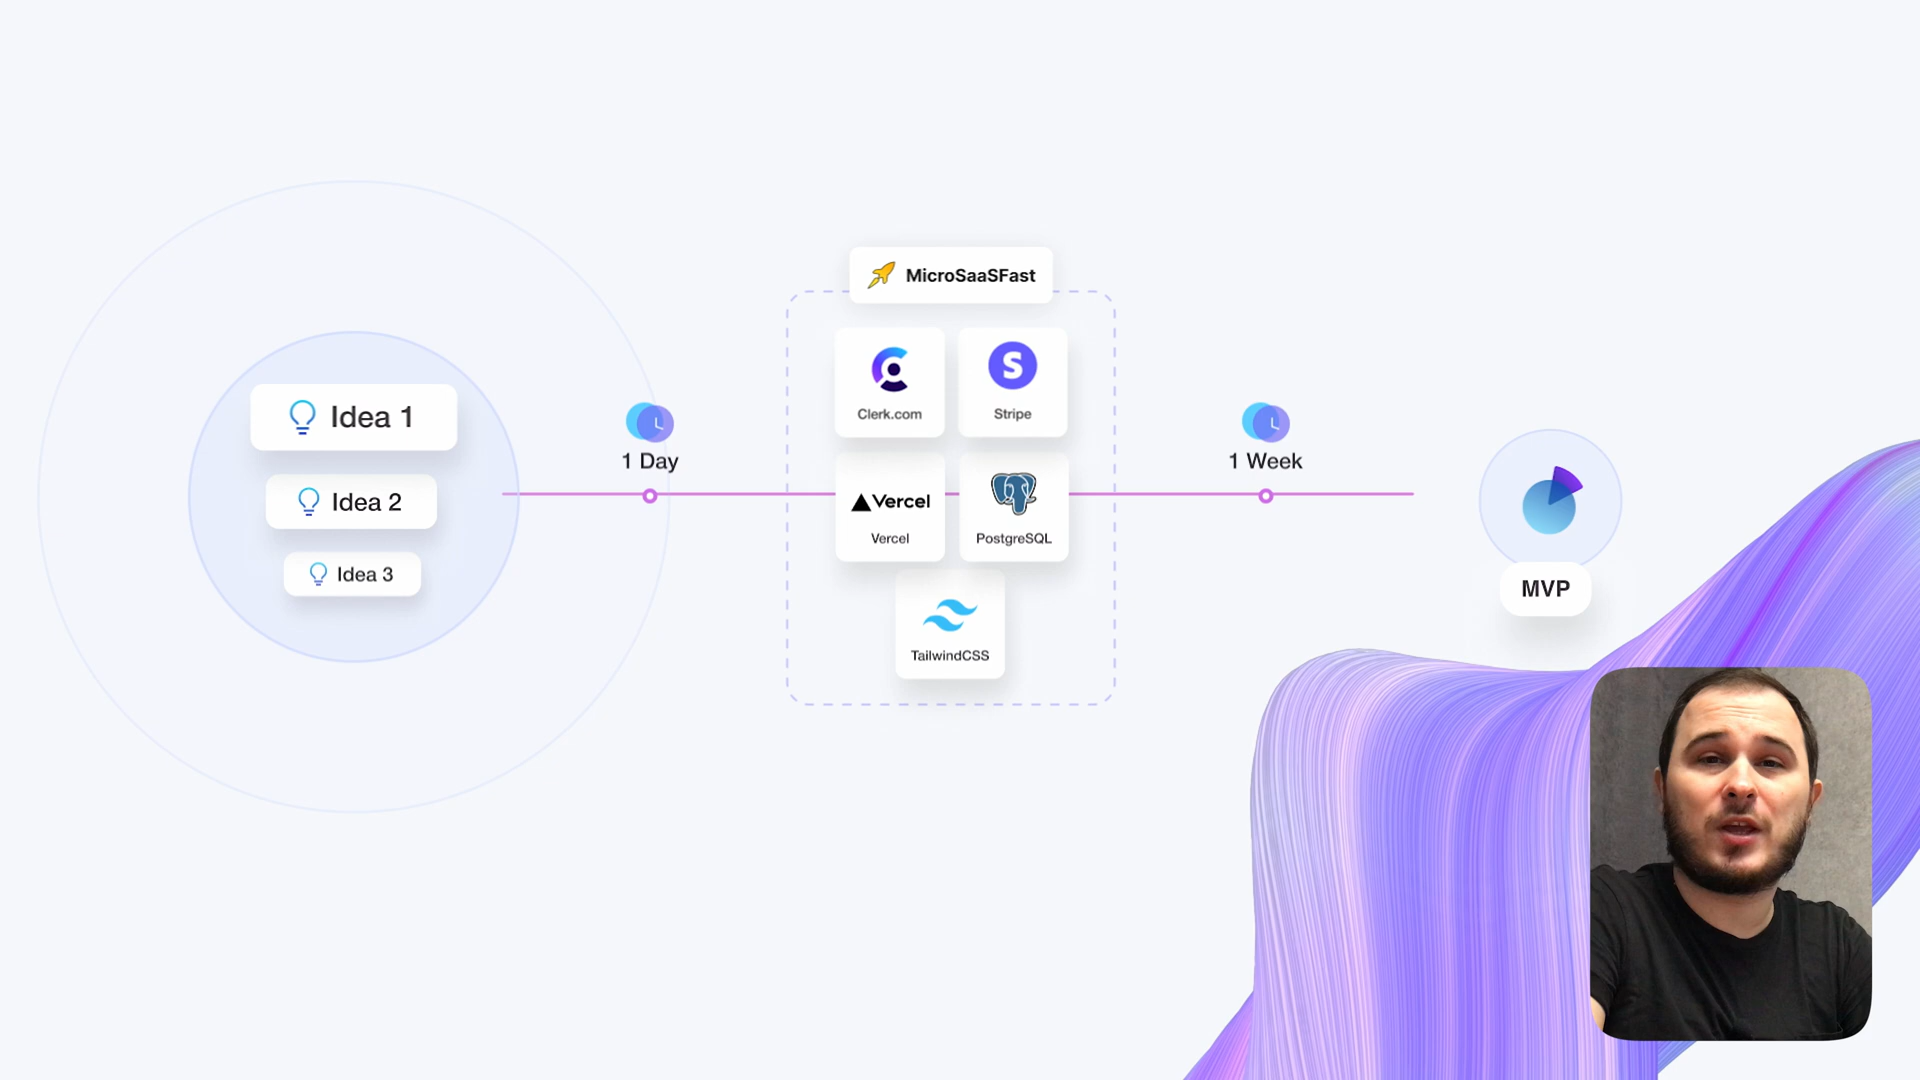 Idea 1
Idea 2
Idea 3
1 Day
MicroSaaSFast
Clerk.com
S
Stripe
Vercel
Vercel
PostgreSQL
TailwindCSS
1 Week
MVP